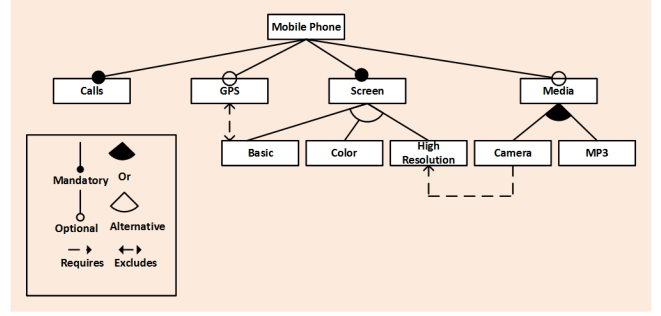 Mobile Phone
Calls
GPS
Screen
Media
Basic
Color
High
Resolution
Camera
MP3
Mandatory
Or
Optional
Alternative
Requires
Excludes